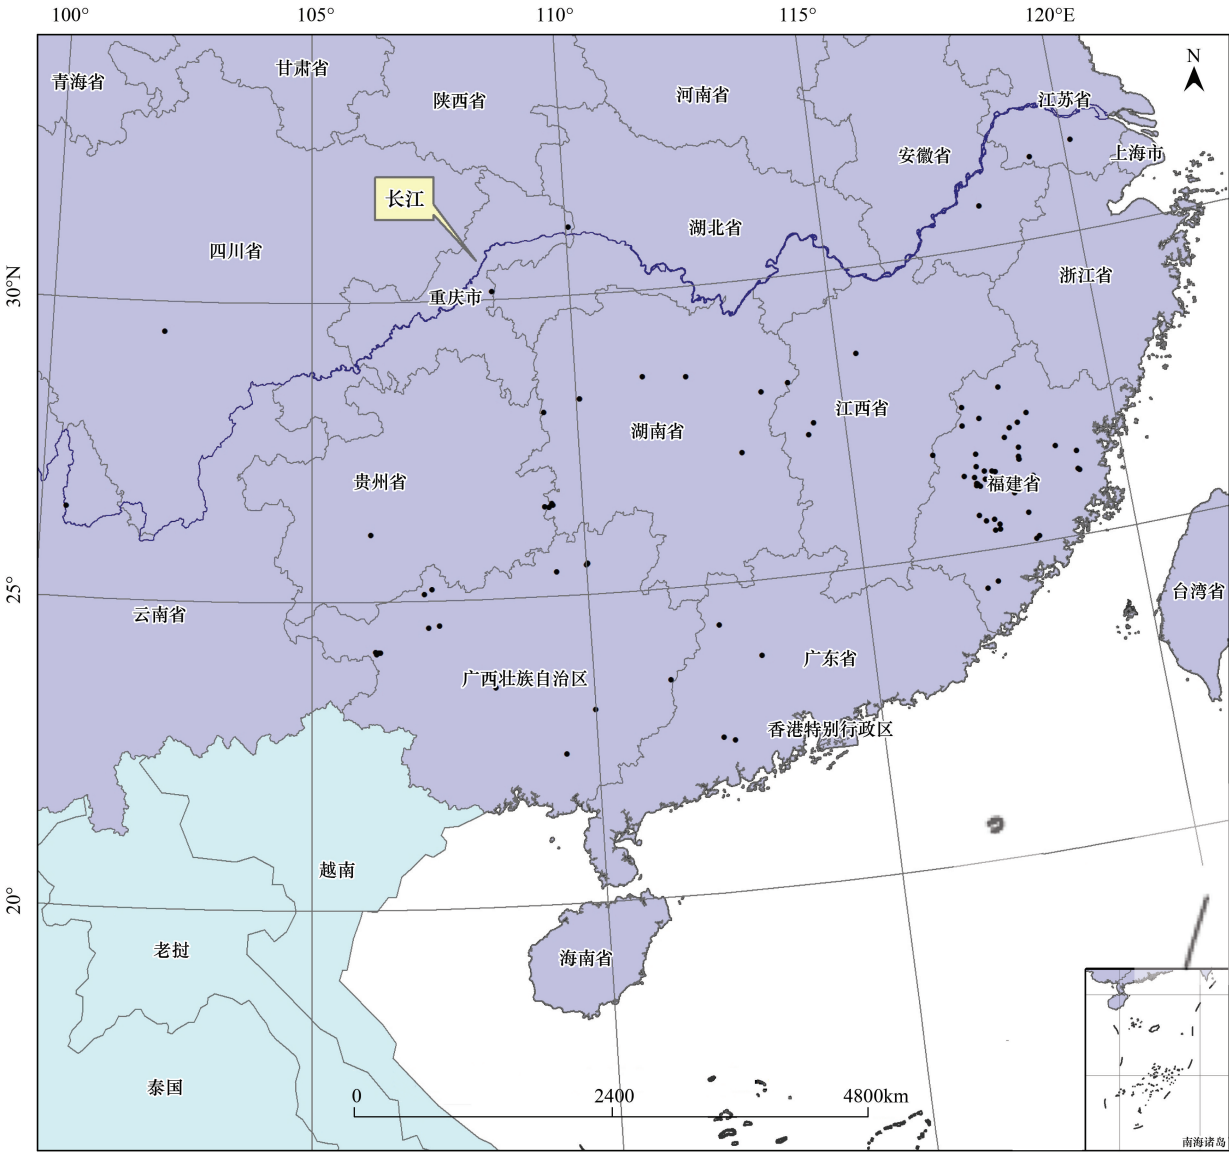 100°
105°
110°
115°
120°E
N
青海省
甘肃省
陕西省
河南省
江苏省
安徽省
上海市
长江
四川省
湖北省
浙江省
30°N
重庆市
江西省
湖南省
贵州省
福建省
25°
云南省
台湾省
广西壮族自治区
广东省
香港特别行政区
越南
20°
老挝
海南省
泰国
0
2400
4800km
南海诸岛